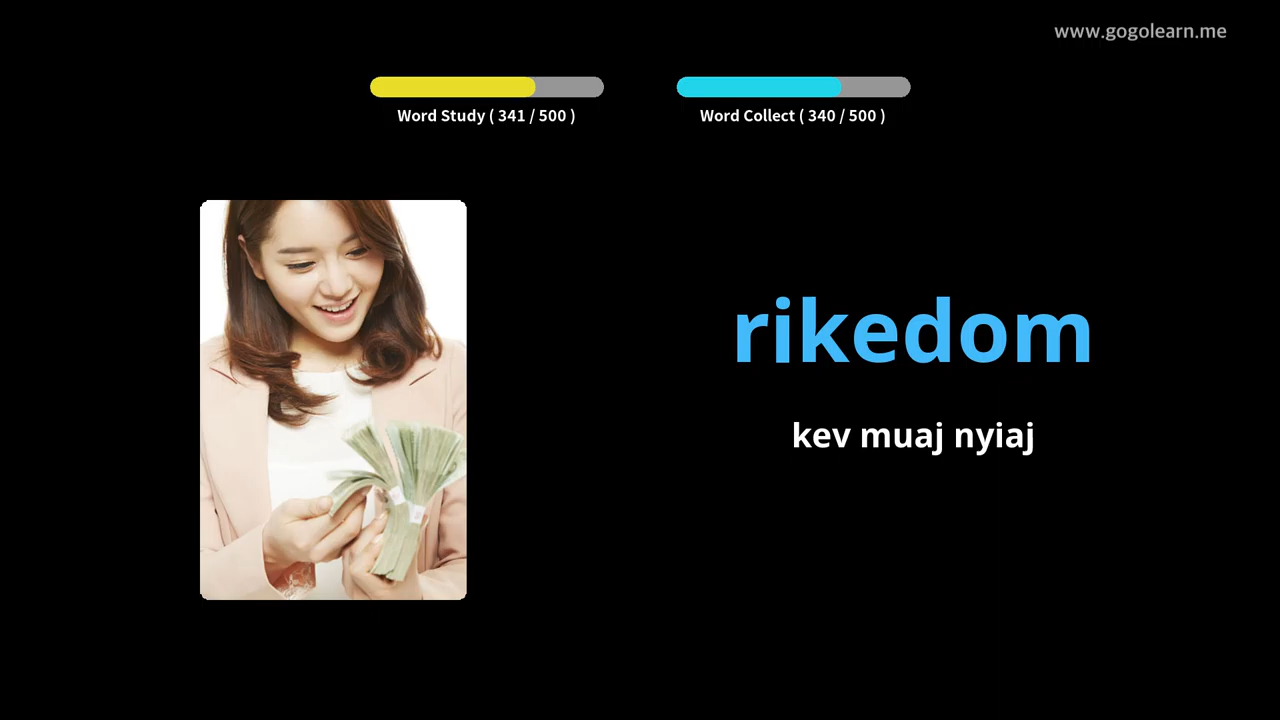 www.gogolearn.me
Word Study ( 341 / 500 )
Word Collect ( 340 / 500 )
rikedom
kev muaj nyiaj